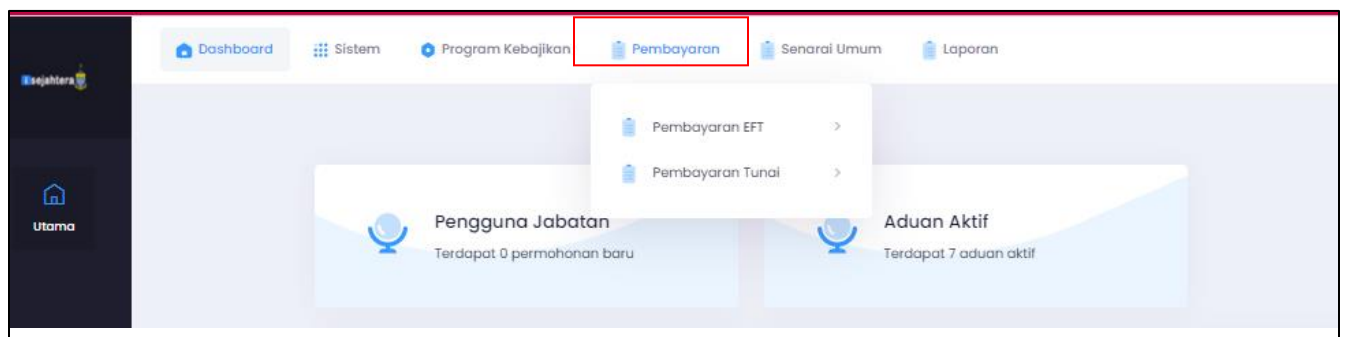 isejahtera
Dashboard
Sistem
Program Kebajikan
Pembayaran
Senarai Umum
Laporan
Pembayaran EFT
Pembayaran Tunai
Utama
Pengguna Jabatan
Terdapat 0 permohonan baru
Aduan Aktif
Terdapat 7 aduan aktif